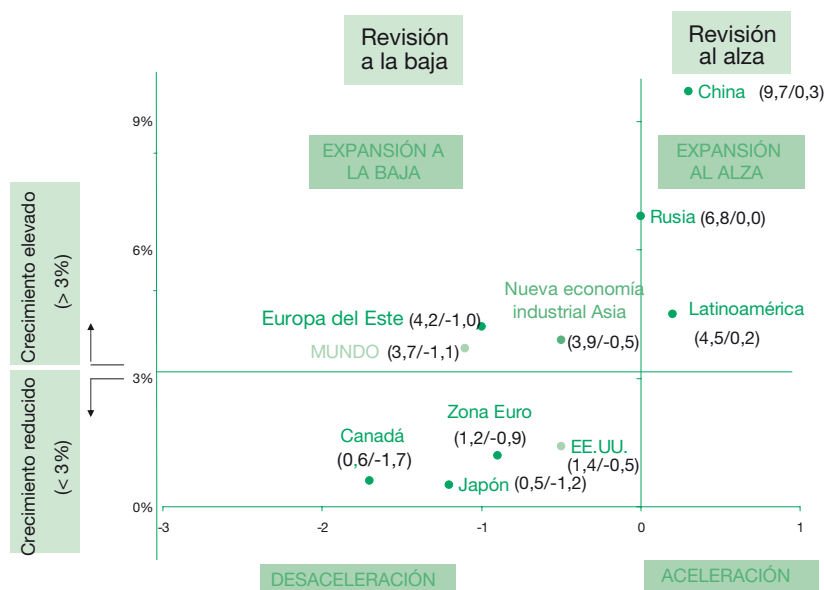 Revisión
a la baja
Revisión
al alza
China (9,7/0,3)
9%
EXPANSIÓN A
LA BAJA
EXPANSIÓN
AL ALZA
Crecimiento elevado
(> 3%)
Rusia (6,8/0,0)
6%
Nueva economía
industrial Asia
(3,9/-0,5)
Europa del Este (4,2/-1,0)
Latinoamérica
(4,5/0,2)
MUNDO (3,7/-1,1)
3%
Crecimiento reducido
(< 3%)
Zona Euro
(1,2/-0,9)
Canadá
(0,6/-1,7)
EE.UU.
(1,4/-0,5)
Japón (0,5/-1,2)
0%
-3 -2 -1 0 1
DESACELERACIÓN
ACELERACIÓN